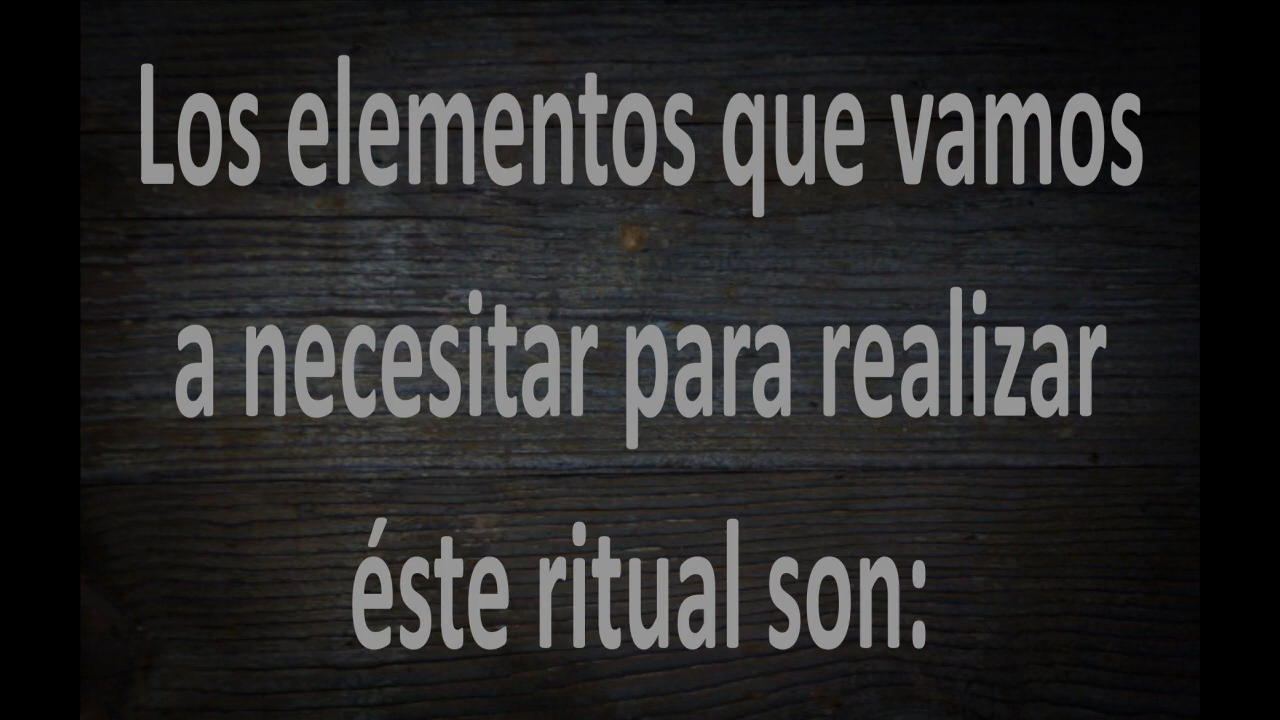 Los elementos que vamos
a necesitar para realizar
éste ritual son: